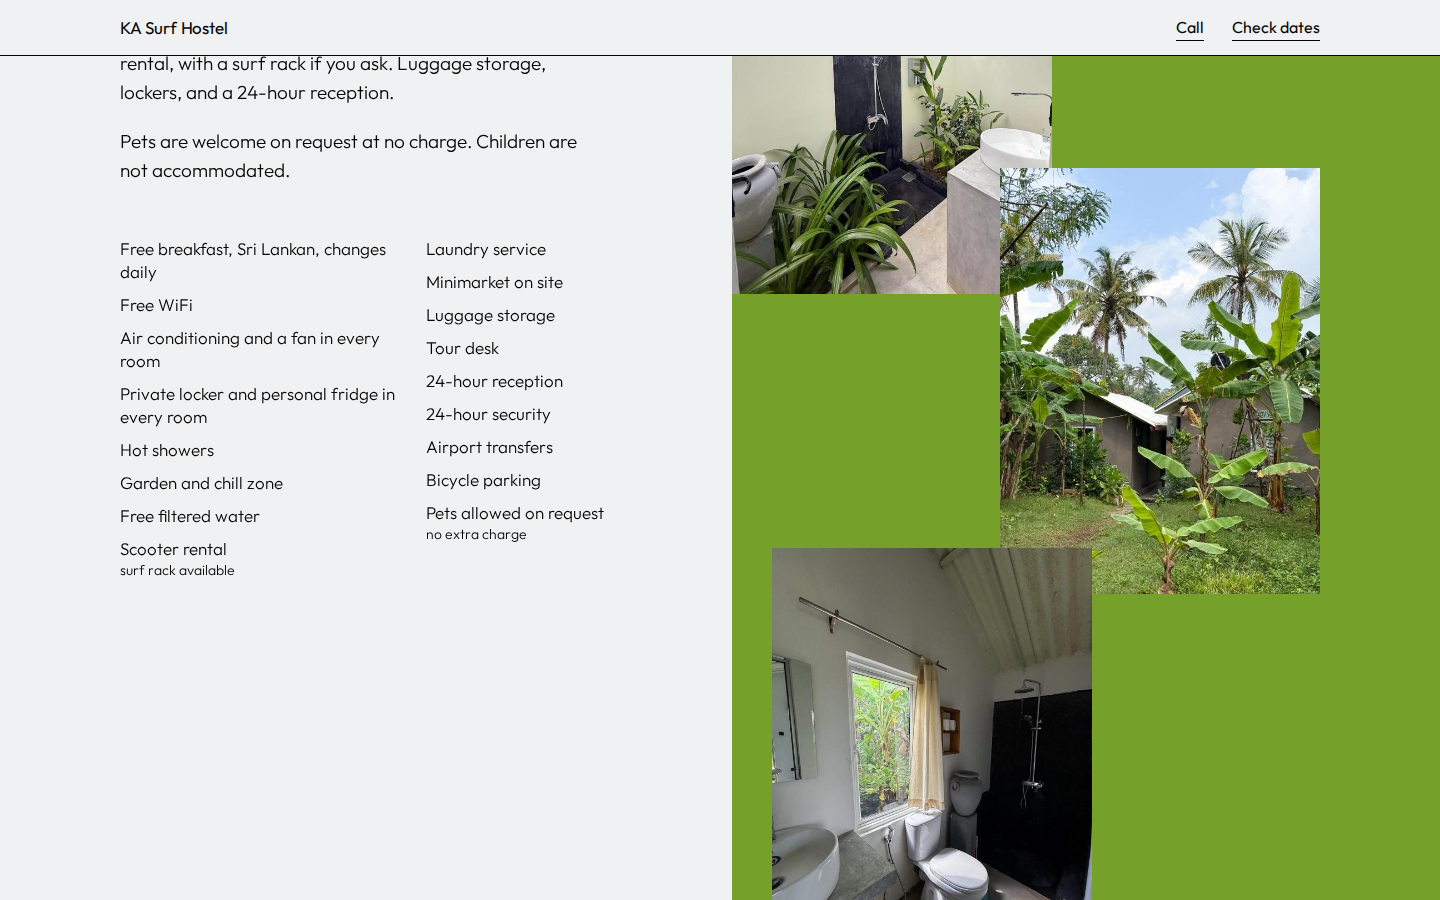 KA Surf Hostel
Call
Check dates
rental, with a surf rack if you ask. Luggage storage,
lockers, and a 24-hour reception.
Pets are welcome on request at no charge. Children are
not accommodated.
Free breakfast, Sri Lankan, changes
daily
Free WiFi
Air conditioning and a fan in every
room
Private locker and personal fridge in
every room
Hot showers
Garden and chill zone
Free filtered water
Scooter rental
surf rack available
Laundry service
Minimarket on site
Luggage storage
Tour desk
24-hour reception
24-hour security
Airport transfers
Bicycle parking
Pets allowed on request
no extra charge